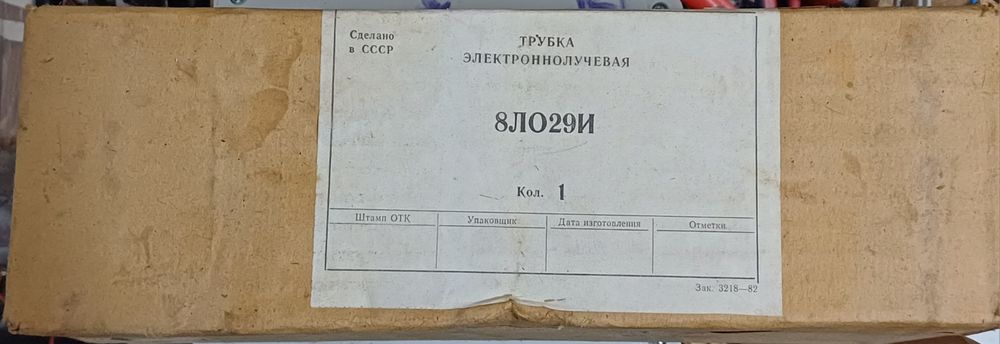 Сделано
в СССР
ТРУБКА
ЭЛЕКТРОННОЛУЧЕВАЯ
8ЛО29И
Кол. 1
Штамп ОТК Упаковщик Дата изготовления Отметки
Зак. 3218—82